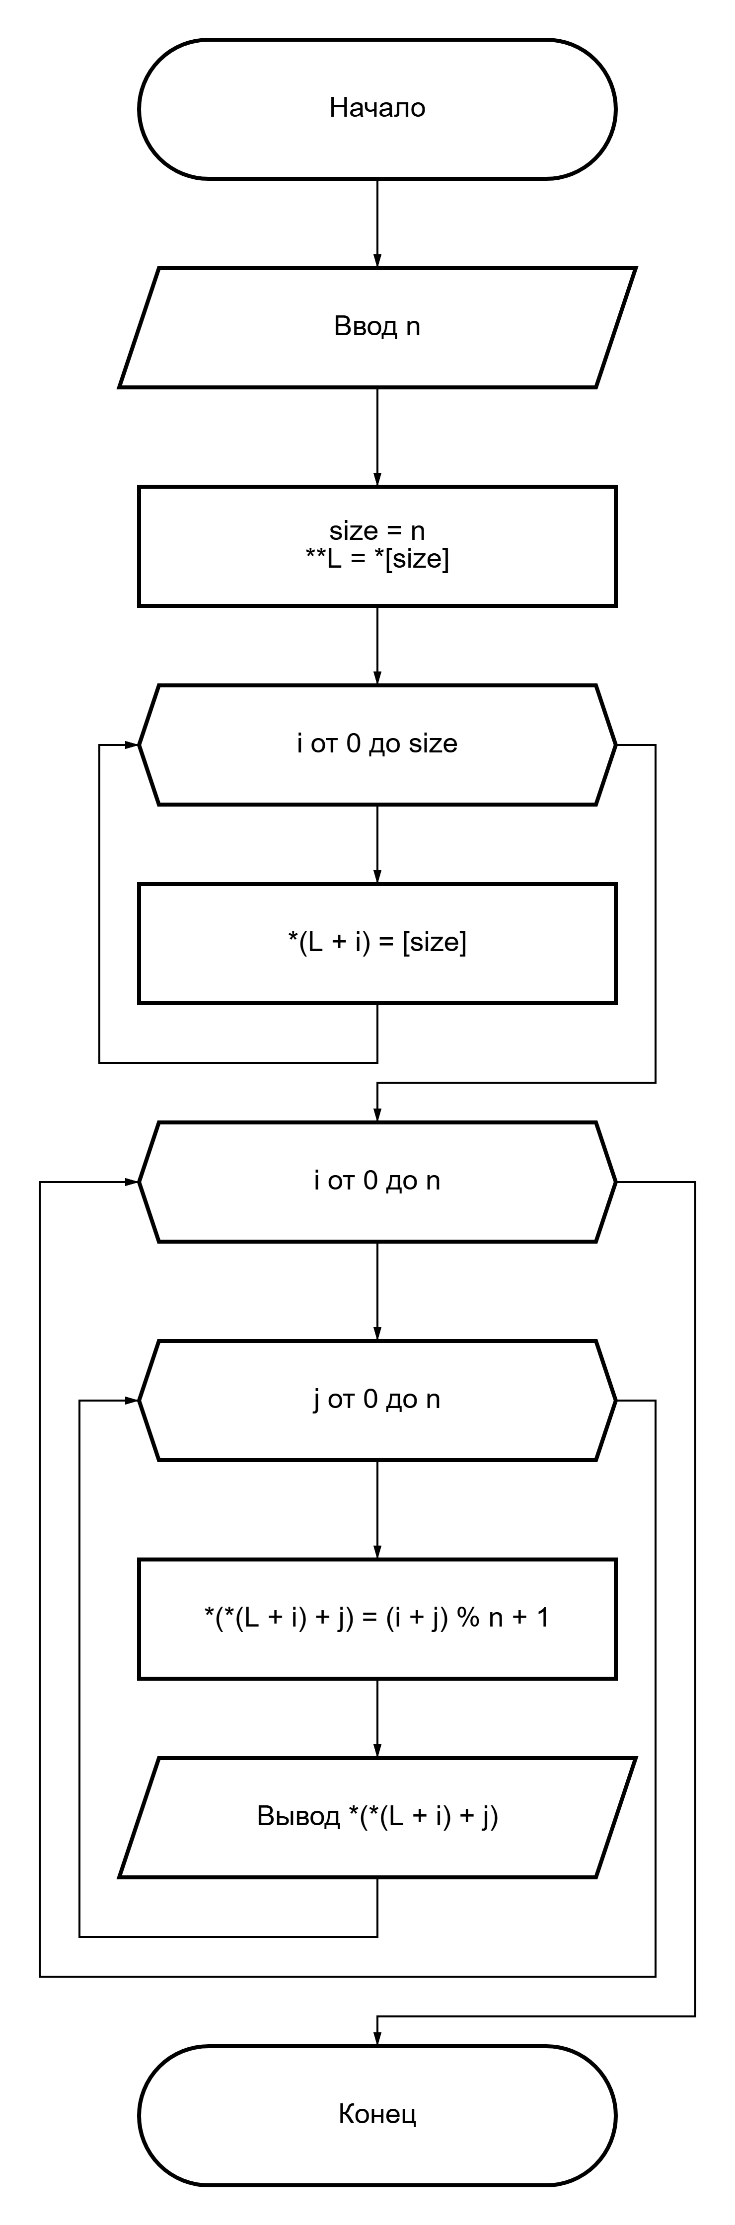 Начало
Ввод n
size = n
**L = *[size]
i от 0 до size
*(L + i) = [size]
i от 0 до n
j от 0 до n
*(*(L + i) + j) = (i + j) % n + 1
Вывод *(*(L + i) + j)
Конец